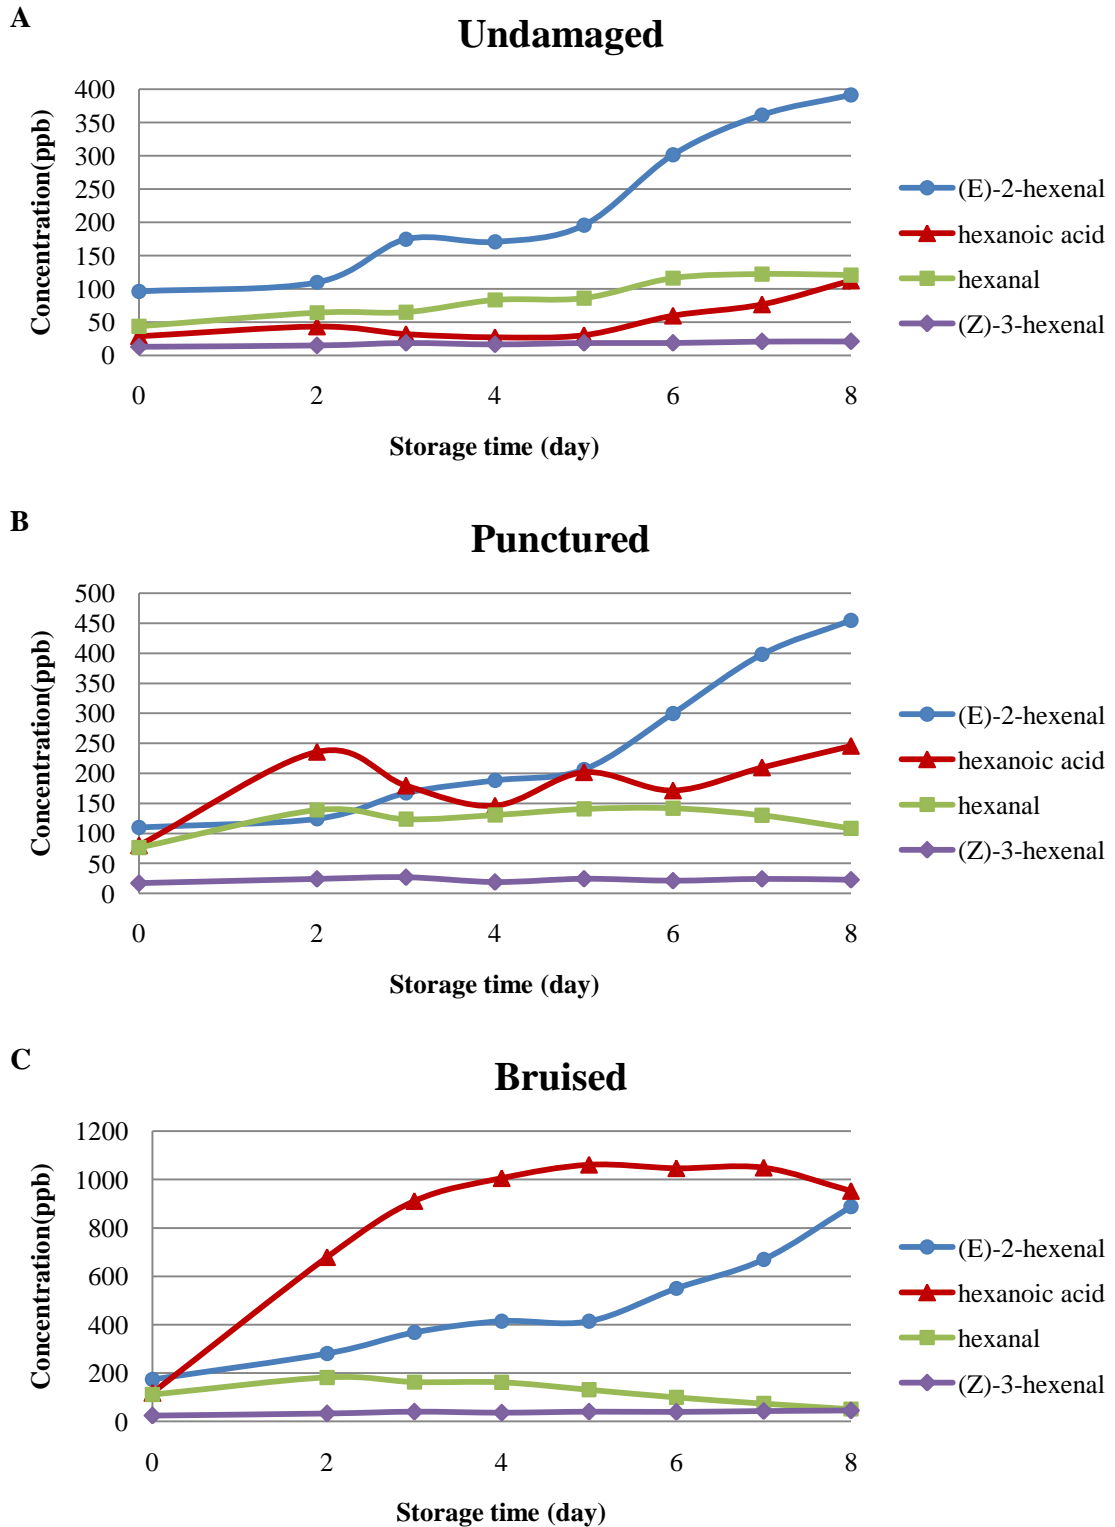 A
Undamaged
400
350
300
250
200
150
100
50
0
Concentration(ppb)
0 2 4 6 8
Storage time (day)
(E)-2-hexenal
hexanoic acid
hexanal
(Z)-3-hexenal
B
Punctured
500
450
400
350
300
250
200
150
100
50
0
Concentration(ppb)
0 2 4 6 8
Storage time (day)
(E)-2-hexenal
hexanoic acid
hexanal
(Z)-3-hexenal
C
Bruised
1200
1000
800
600
400
200
0
Concentration(ppb)
0 2 4 6 8
Storage time (day)
(E)-2-hexenal
hexanoic acid
hexanal
(Z)-3-hexenal